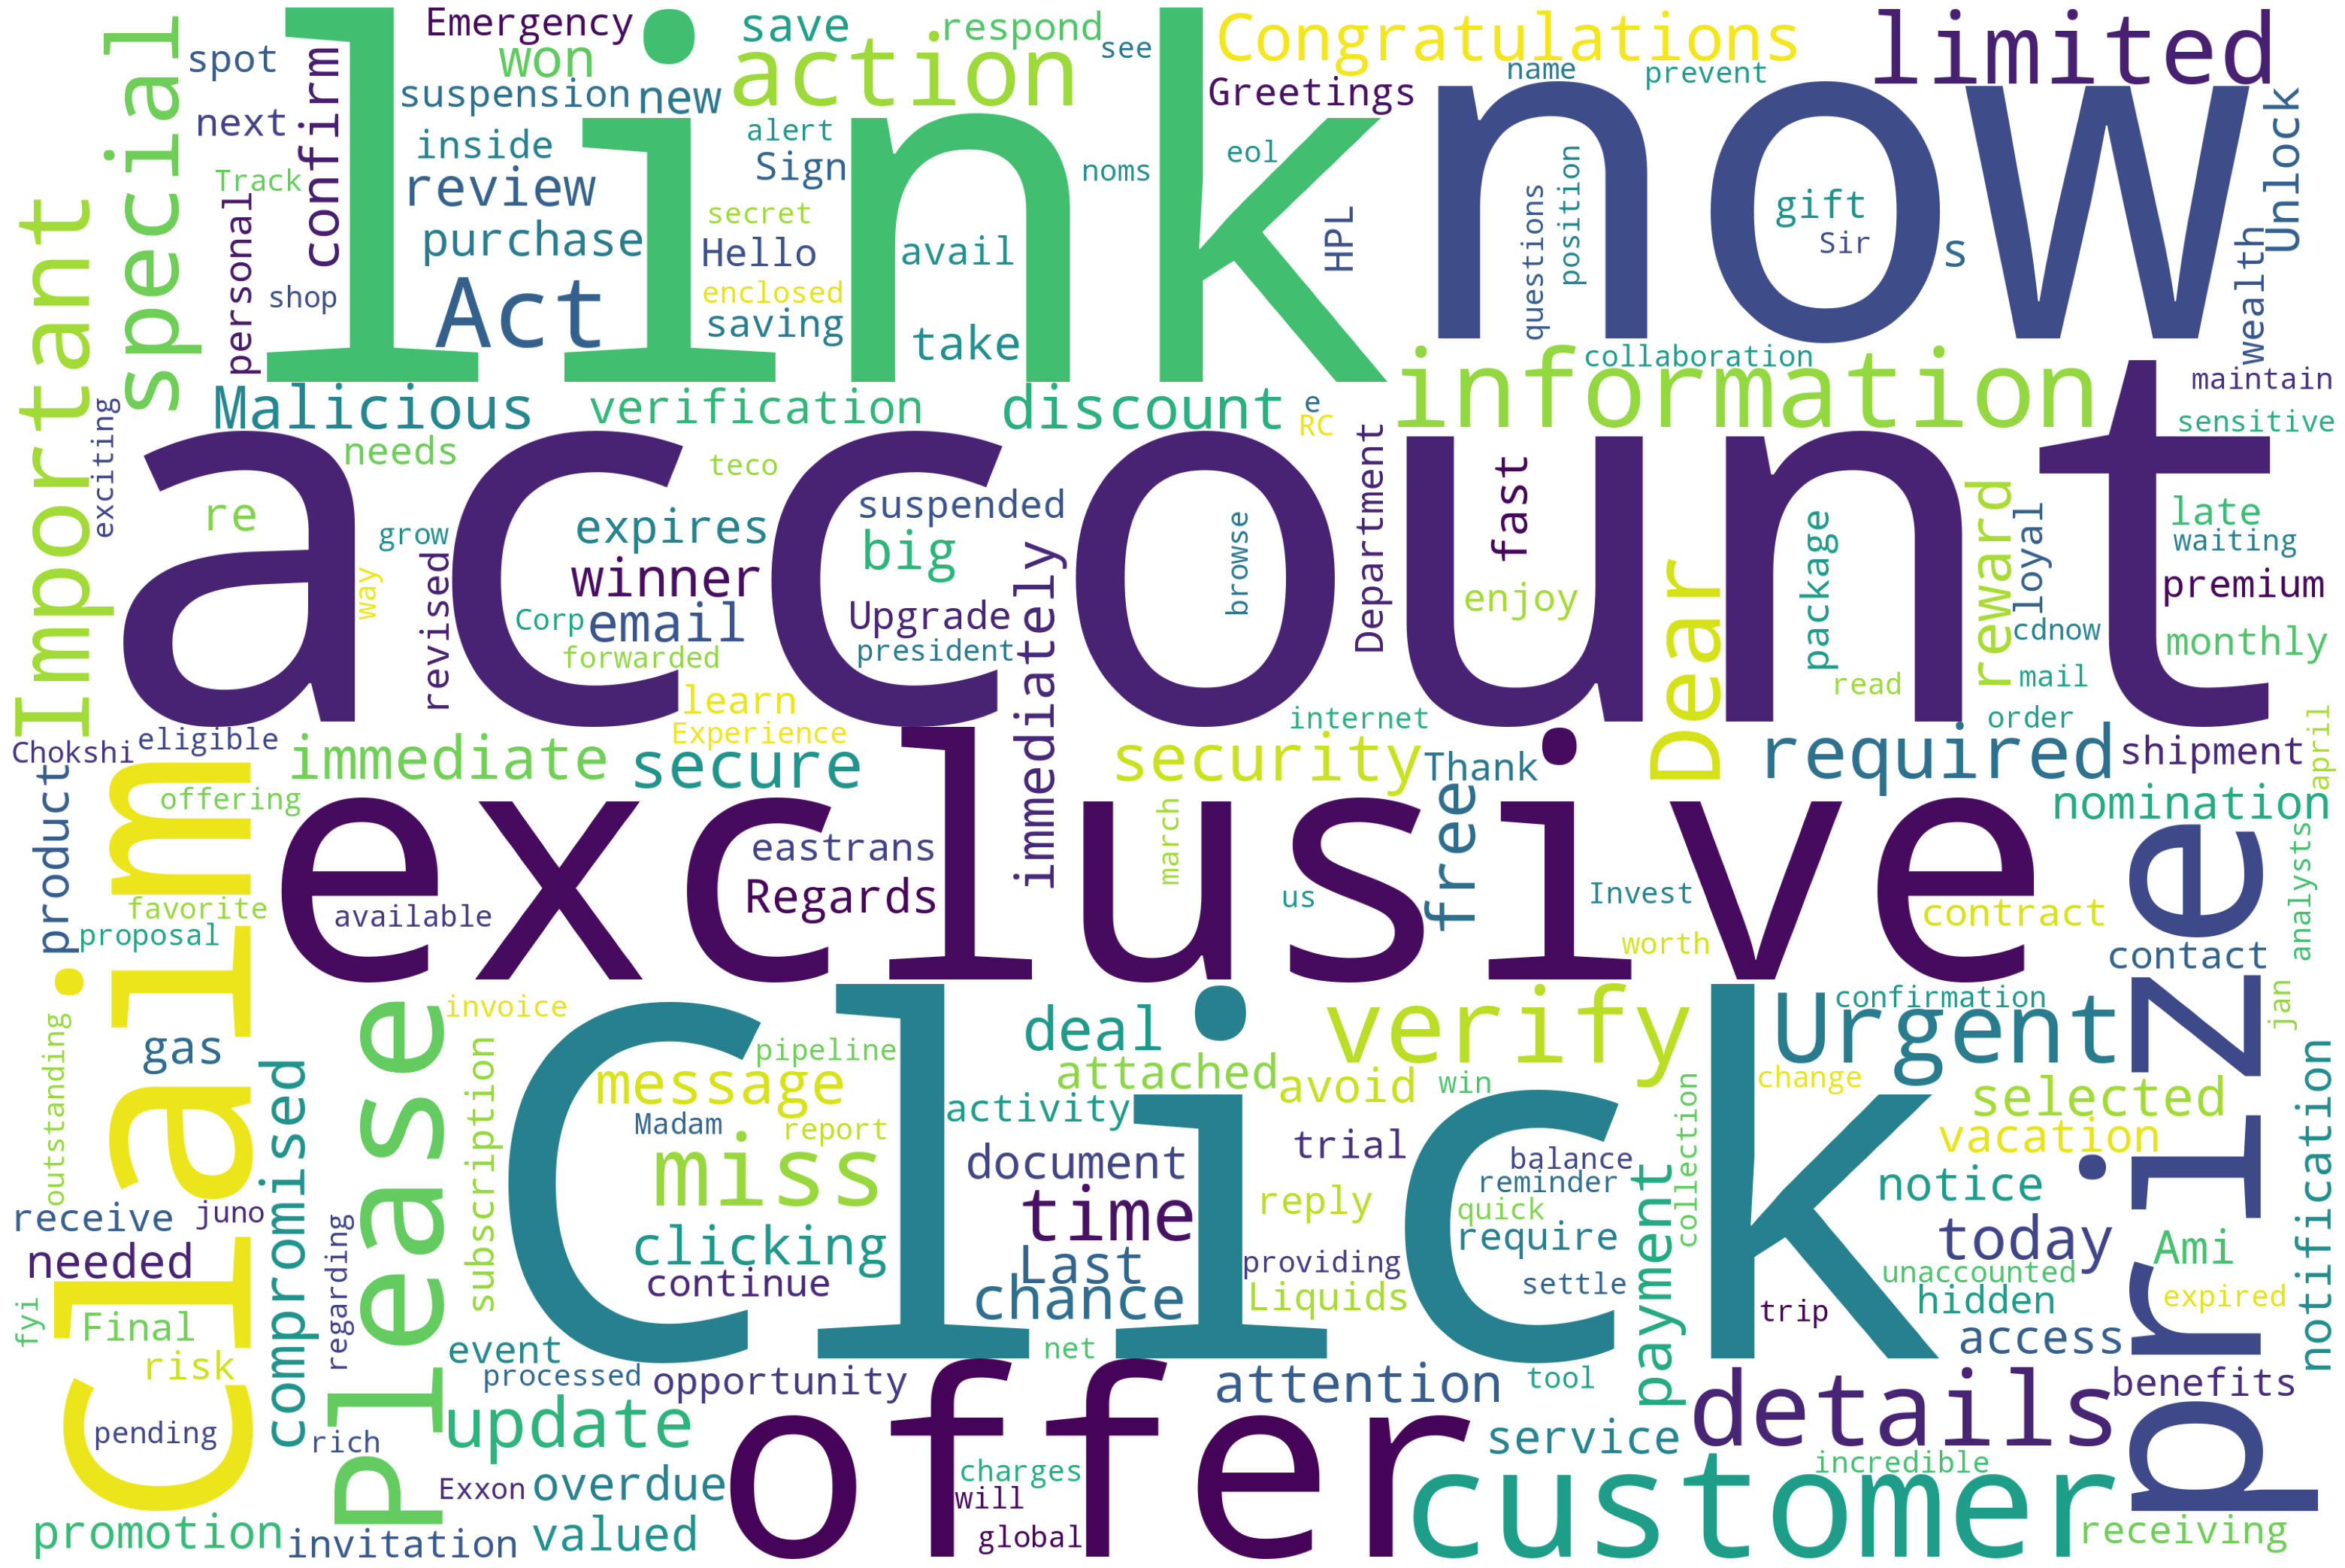 Emergency
save
respond
Congratulations
limited
spot
won
action
see
name
prevent
link
now
special
next
confirm
suspension
new
Greetings
Unlock
inside
alert
Sign
noms
eol
Track
review
secret
questions
position
gift
Important
personal
purchase
Hello
avail
HPL
Sir
s
wealth
shop
Act
enclosed
saving
take
collaboration
information
maintain
Malicious
verification
discount
e
RC
sensitive
exciting
needs
teco
account
re
suspended
Department
fast
reward
late
grow
expires
big
browse
package
loyal
waiting
way
revised
winner
immediately
enjoy
Dear
premium
Corp
email
Upgrade
cdnow
forwarded
president
monthly
learn
read
mail
Chokshi
eligible
Experience
internet
order
april
immediate
secure
security
Thank
required
shipment
product
offering
exclusive
free
nomination
Claim
eastrans
march
favorite
available
Regards
us
Invest
contract
analysts
proposal
worth
contact
prize
Please
invoice
Click
deal
verify
Urgent
confirmation
jan
outstanding
gas
compromised
subscription
pipeline
message
attached
avoid
win
change
selected
Madam
report
activity
collection
vacation
notification
miss
document
trial
balance
reminder
notice
receive
juno
time
reply
quick
payment
needed
regarding
clicking
Last
providing
require
today
Ami
continue
chance
Liquids
settle
unaccounted
hidden
expired
fyi
Final
trip
access
risk
event
net
processed
opportunity
attention
tool
details
benefits
pending
rich
update
offer
service
customer
incredible
Exxon
overdue
charges
will
promotion
invitation
valued
global
receiving